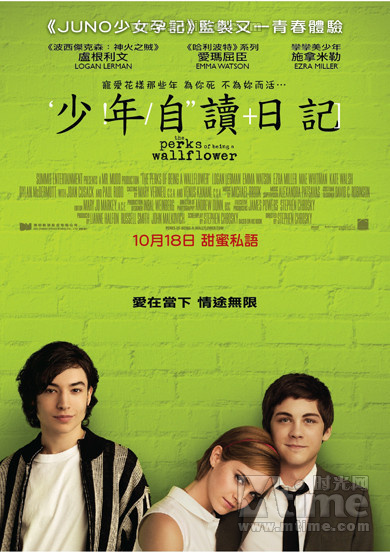 《JUNO少女孕記》監製又一青春體驗
《波西傑克森：神火之賊》 《哈利波特》系列 孿孿美少年
盧根利文 愛瑪屈臣 施拿米勒
LOGAN LERMAN EMMA WATSON EZRA MILLER
寵愛花樣那些年 為你死 不為妳而活…
‘少!年/自”讀+日記]
the
perks of being a
wallflower
10月18日 甜蜜私語
愛在當下 情途無限
时光网
Mtime
www.mtime.com